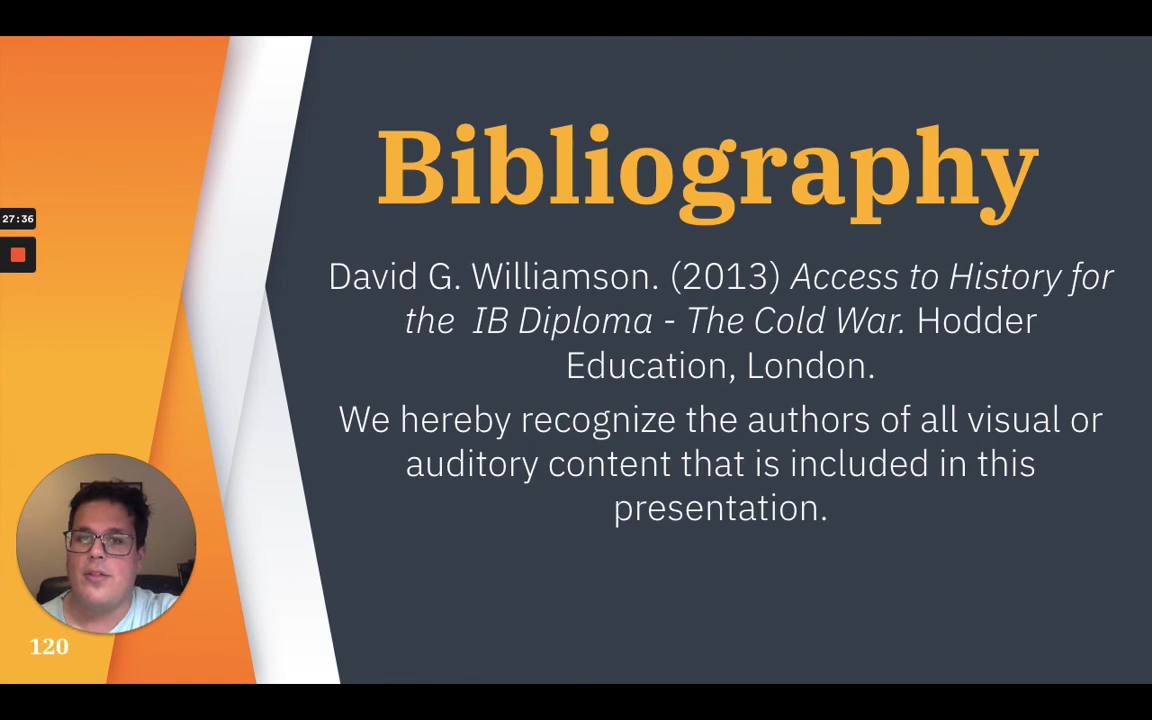 Bibliography
27:36
David G. Williamson. (2013) Access to History for
the  IB Diploma - The Cold War. Hodder
Education, London.
We hereby recognize the authors of all visual or
auditory content that is included in this
presentation.
120